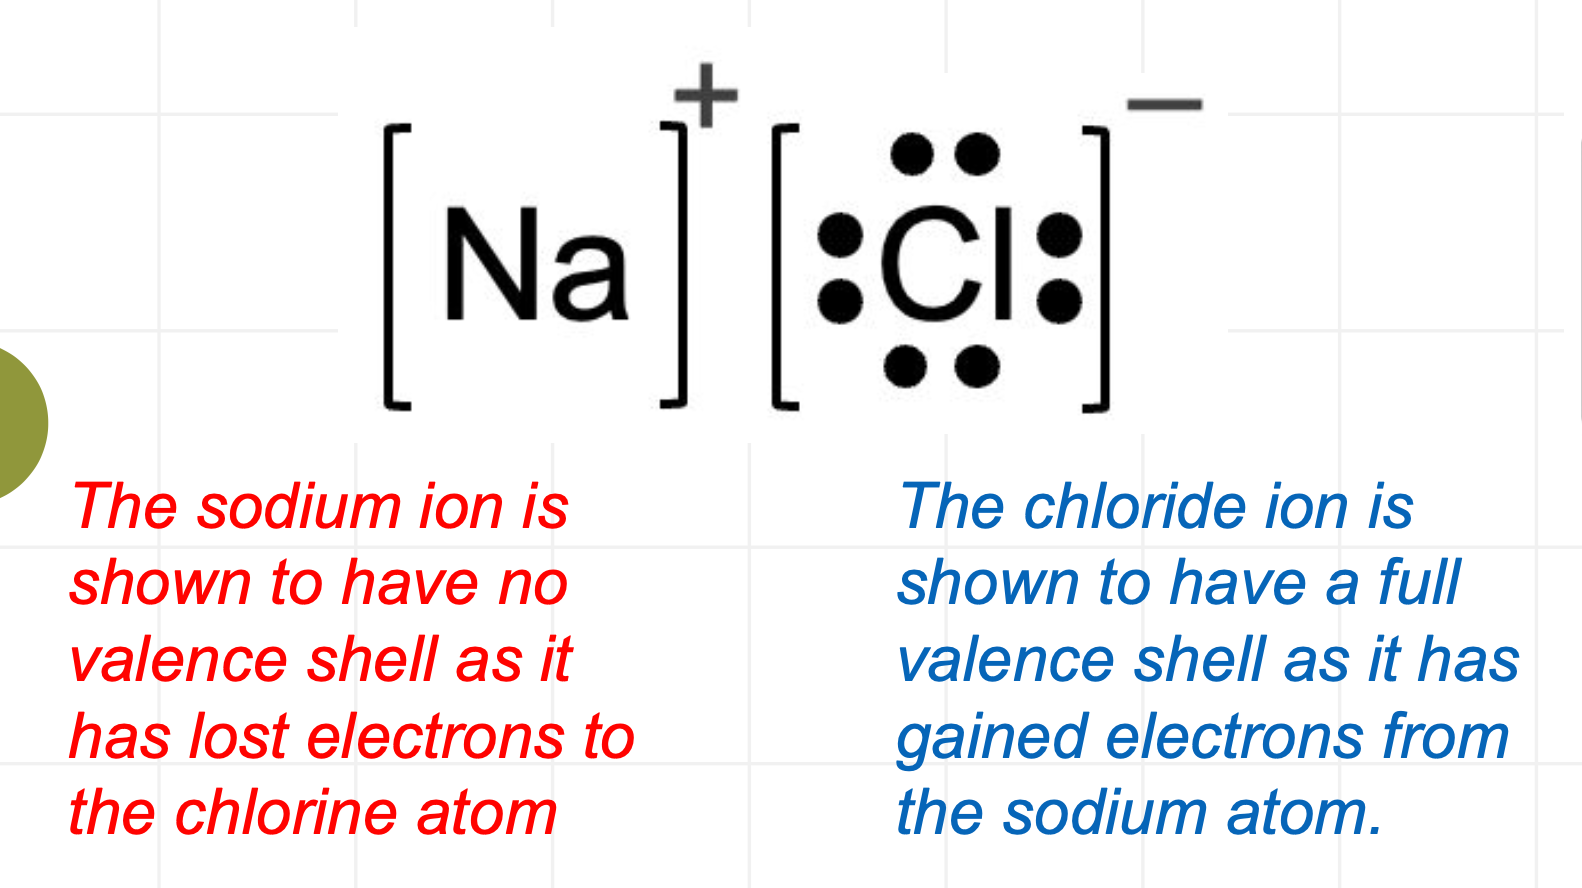 [Na]+ [Cl]−
The sodium ion is
shown to have no
valence shell as it
has lost electrons to
the chlorine atom
The chloride ion is
shown to have a full
valence shell as it has
gained electrons from
the sodium atom.